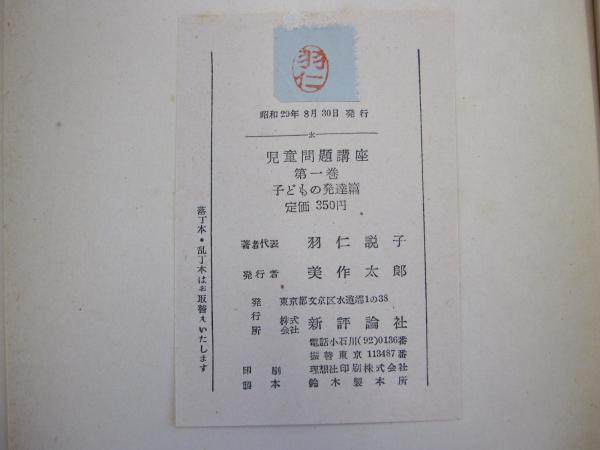 羽仁
昭和29年8月30日 発行
児童問題講座
第一巻
子どもの発達篇
定価 350円
著者代表 羽仁説子
発行者 美作太郎
発行所 東京都文京区水道端1の38
株式会社 新評論社
電話小石川(92)0136番
振替東京 113487番
印刷 理想社印刷株式会社
製本 鈴木製本所
落丁本・乱丁本はお取替えいたします